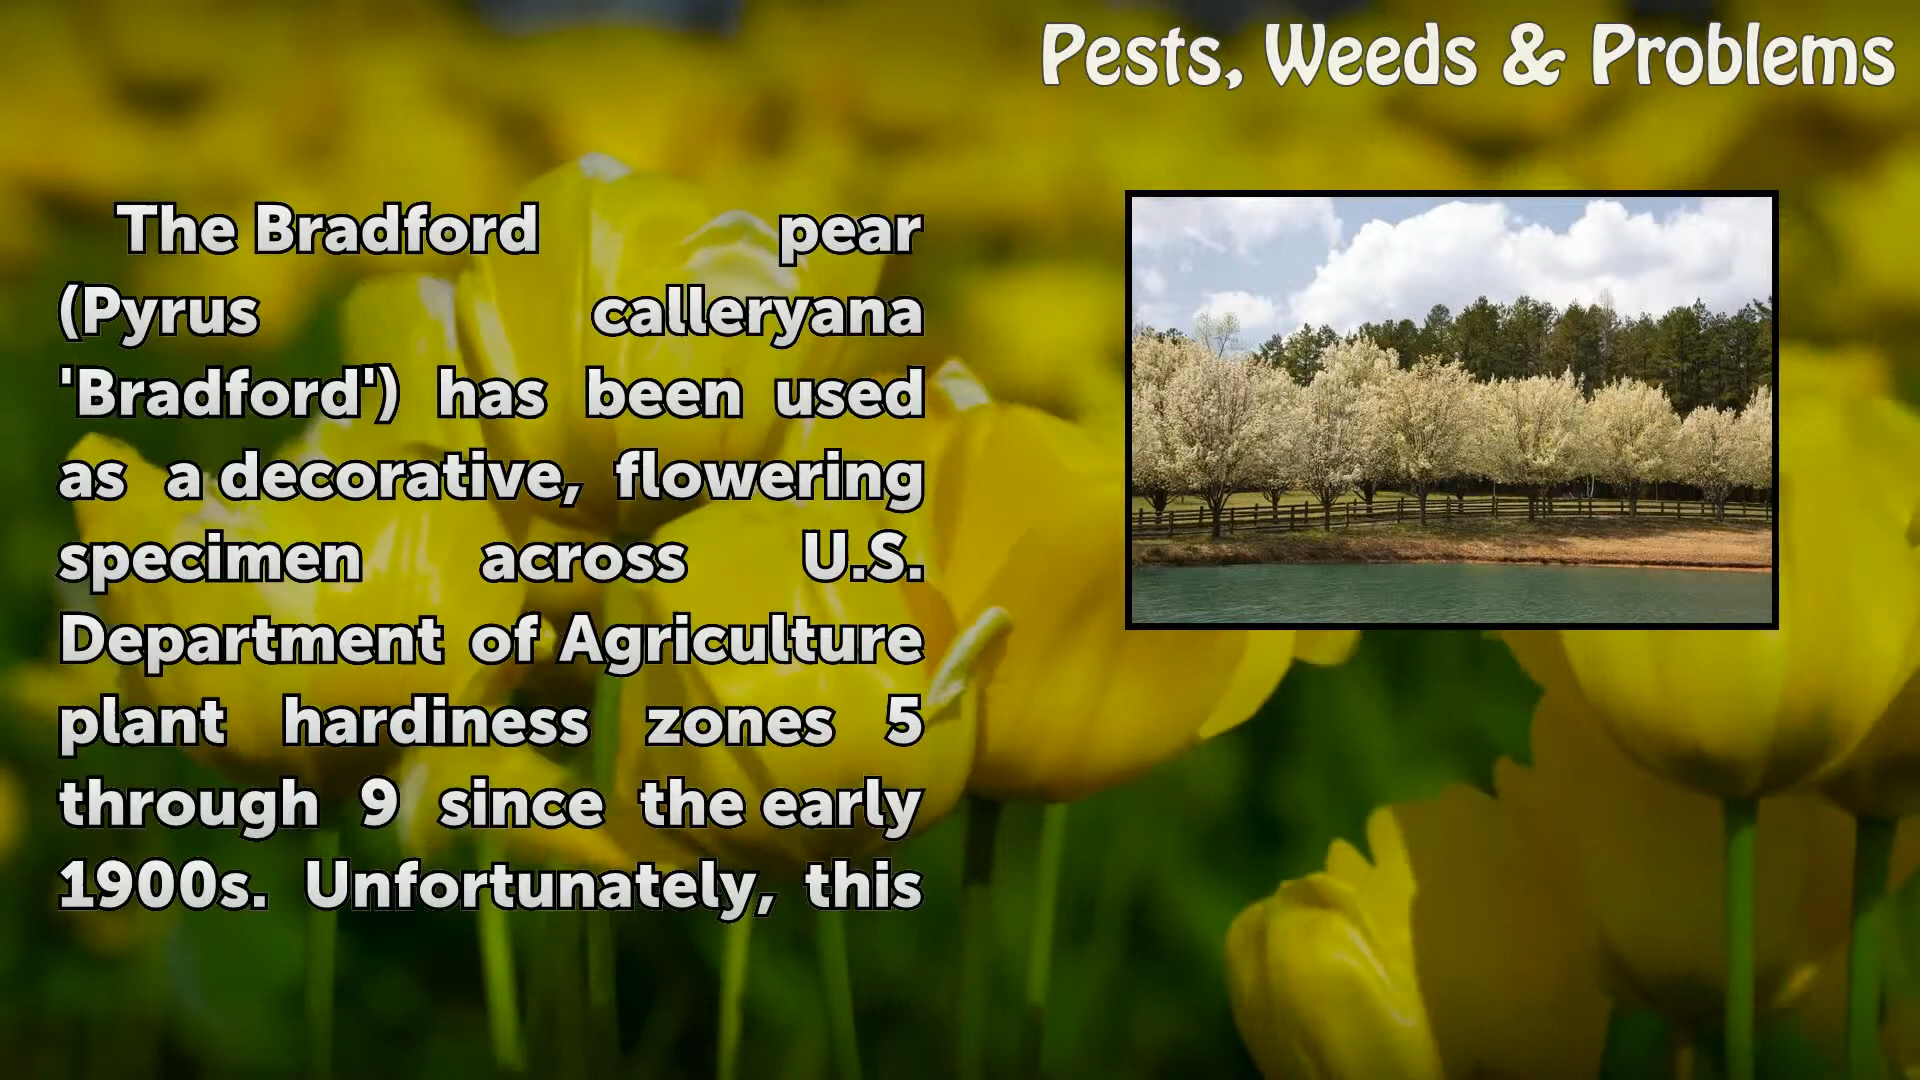 Pests, Weeds & Problems
The Bradford pear
(Pyrus calleryana
'Bradford') has been used
as a decorative, flowering
specimen across U.S.
Department of Agriculture
plant hardiness zones 5
through 9 since the early
1900s. Unfortunately, this